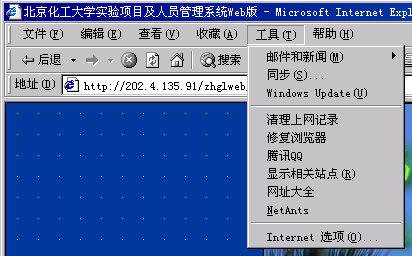 北京化工大学实验项目及人员管理系统Web版 - Microsoft Internet Expl
文件(F) 编辑(E) 查看(V) 收藏(A) 工具(T) 帮助(H)
后退 搜索
地址(D) http://202.4.135.91/zhglweb
邮件和新闻(M)
同步(S)...
Windows Update(U)
清理上网记录
修复浏览器
腾讯QQ
显示相关站点(R)
网址大全
NetAnts
Internet 选项(O)...